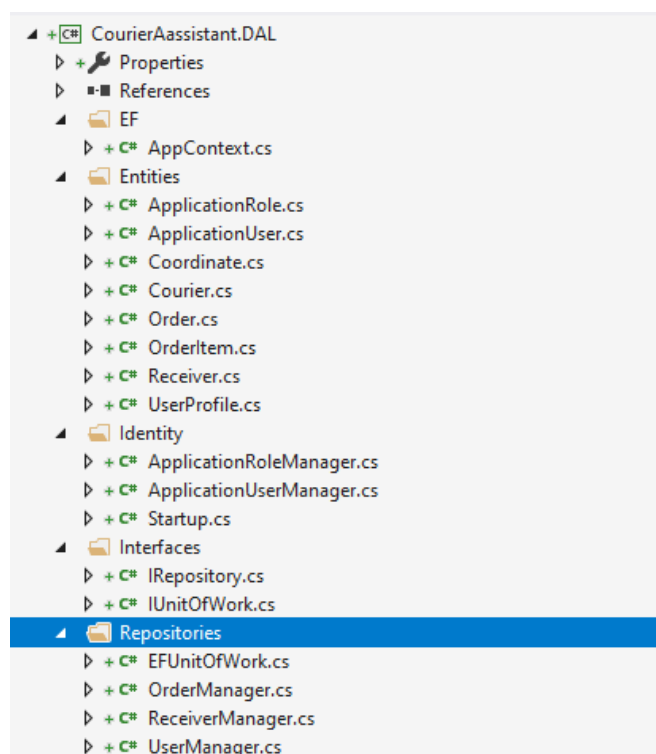 C# CourierAassistant.DAL
Properties
References
EF
C# AppContext.cs
Entities
C# ApplicationRole.cs
C# ApplicationUser.cs
C# Coordinate.cs
C# Courier.cs
C# Order.cs
C# OrderItem.cs
C# Receiver.cs
C# UserProfile.cs
Identity
C# ApplicationRoleManager.cs
C# ApplicationUserManager.cs
C# Startup.cs
Interfaces
C# IRepository.cs
C# IUnitOfWork.cs
Repositories
C# EFUnitOfWork.cs
C# OrderManager.cs
C# ReceiverManager.cs
C# UserManager.cs